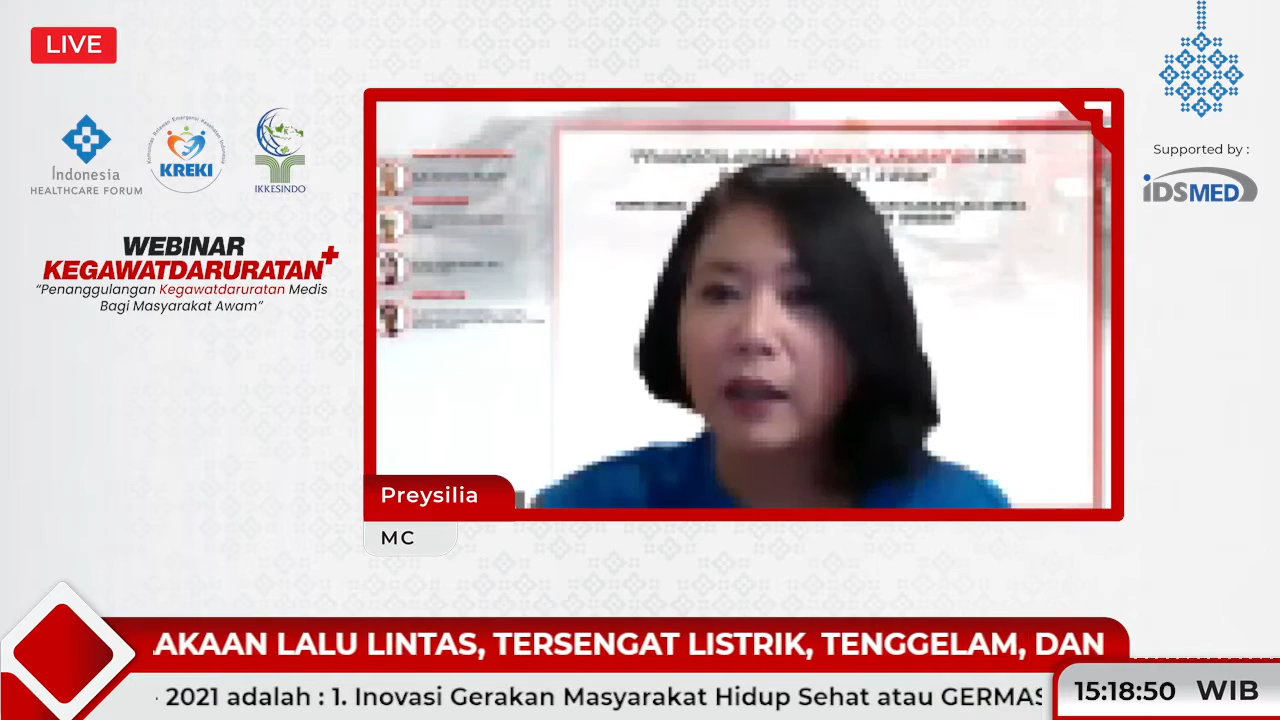 LIVE
Indonesia
HEALTHCARE FORUM
KREKI
IKKESINDO
WEBINAR
KEGAWATDARURATAN+
“Penanggulangan Kegawatdaruratan Medis
Bagi Masyarakat Awam”
Supported by :
iDSMED
Preysilia
MC
AKAAN LALU LINTAS, TERSENGAT LISTRIK, TENGGELAM, DAN
2021 adalah : 1. Inovasi Gerakan Masyarakat Hidup Sehat atau GERMAS
15:18:50 WIB